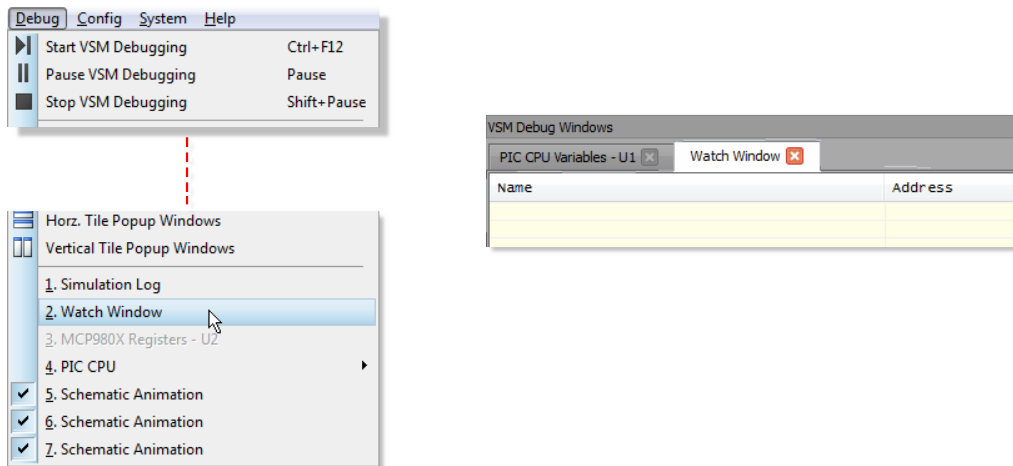 Debug Config System Help
Start VSM Debugging Ctrl+F12
Pause VSM Debugging Pause
Stop VSM Debugging Shift+Pause
Horz. Tile Popup Windows
Vertical Tile Popup Windows
1. Simulation Log
2. Watch Window
3. MCP980X Registers - U2
4. PIC CPU
5. Schematic Animation
6. Schematic Animation
7. Schematic Animation
VSM Debug Windows
PIC CPU Variables - U1 Watch Window
Name Address